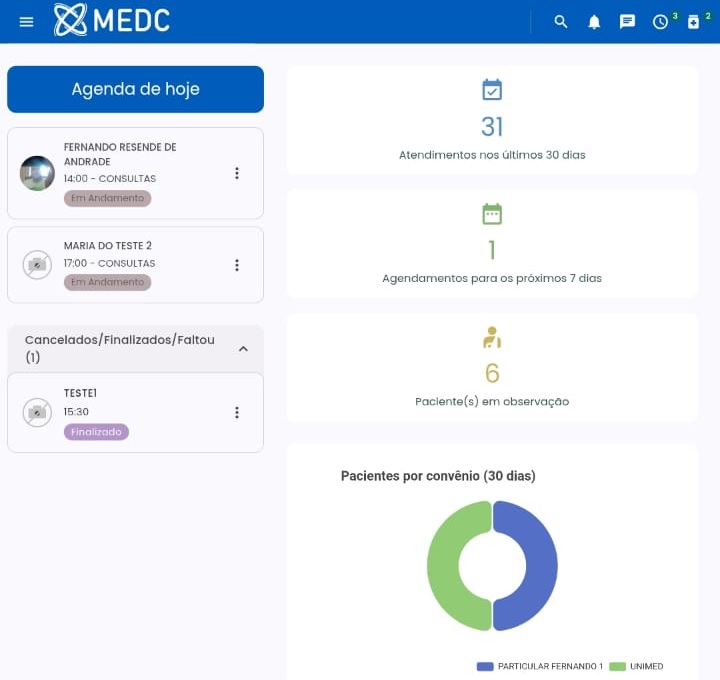 MEDC
3
2
Agenda de hoje
FERNANDO RESENDE DE
ANDRADE
14:00 - CONSULTAS
Em Andamento
MARIA DO TESTE 2
17:00 - CONSULTAS
Em Andamento
Cancelados/Finalizados/Faltou
(1)
TESTE1
15:30
Finalizado
31
Atendimentos nos últimos 30 dias
1
Agendamentos para os próximos 7 dias
6
Paciente(s) em observação
Pacientes por convênio (30 dias)
PARTICULAR FERNANDO 1
UNIMED